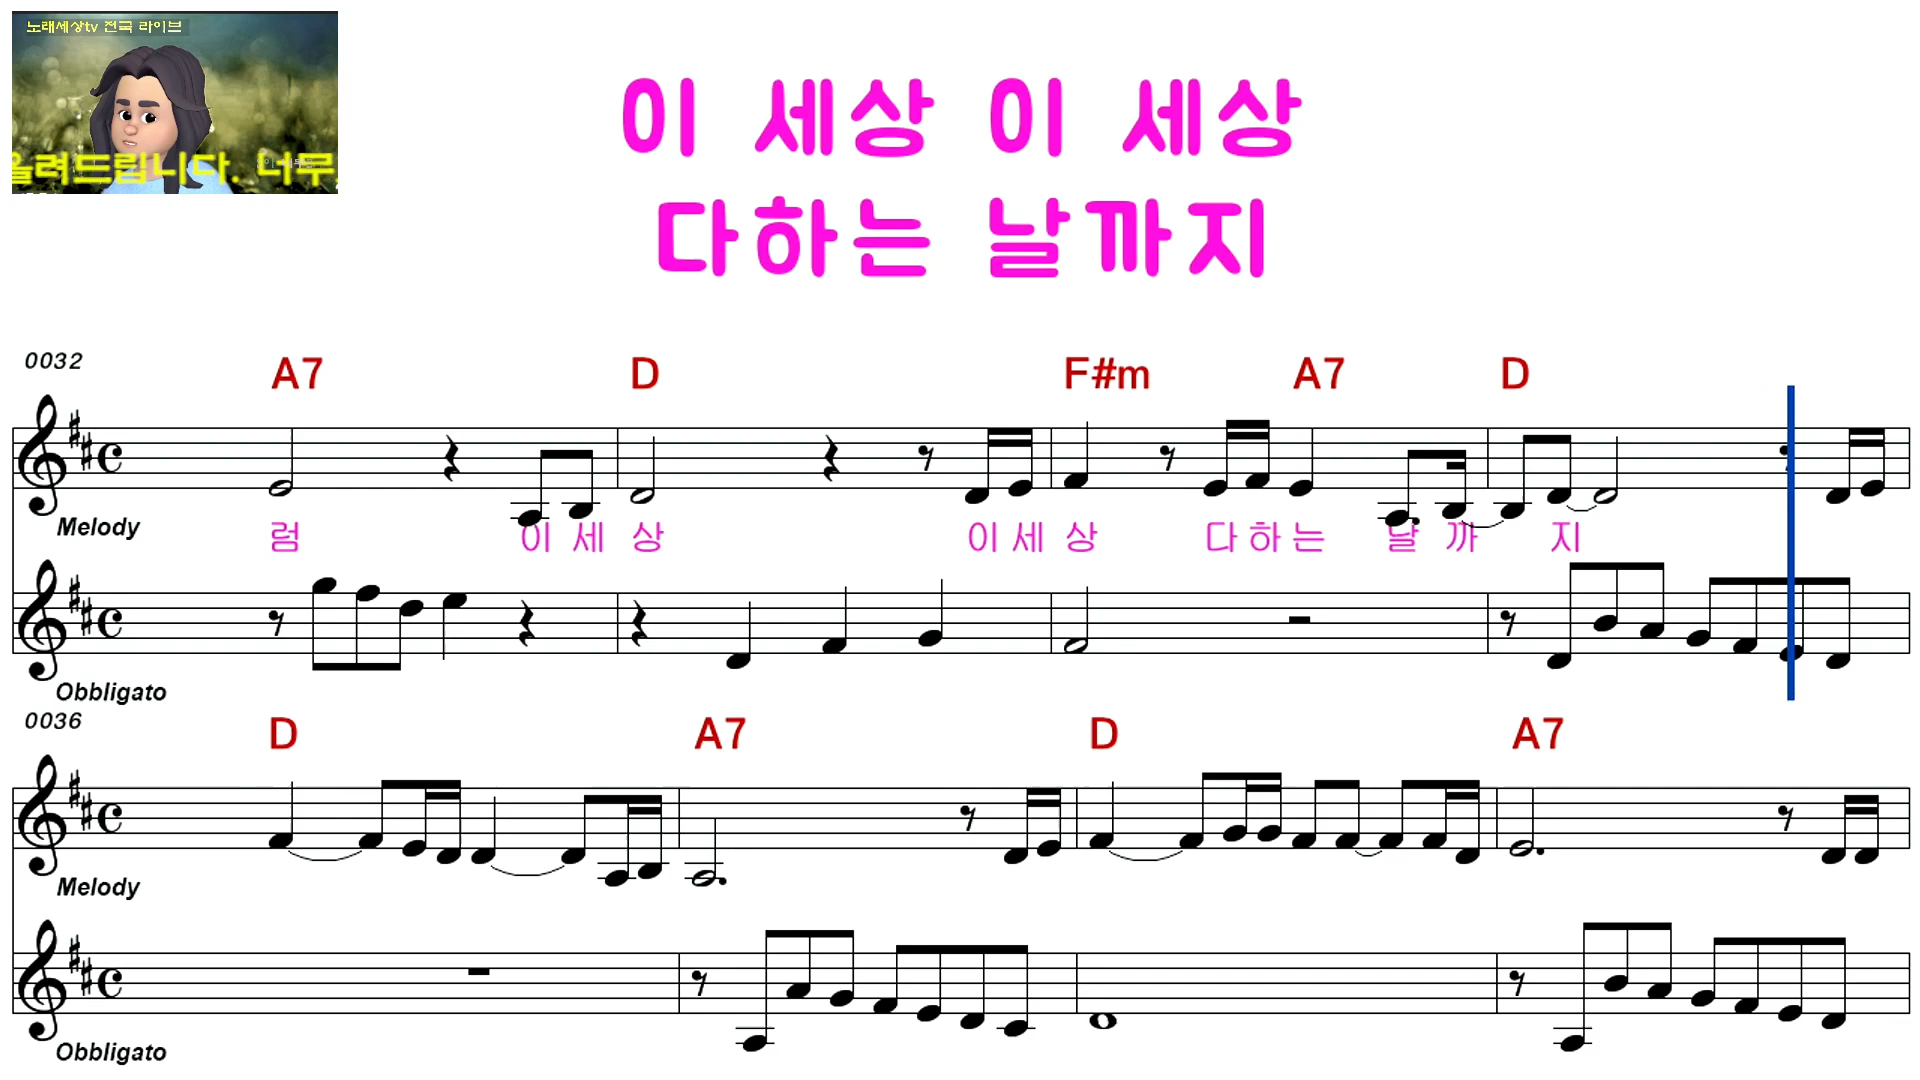 노래세상tv 전국 라이브
올려드립니다. 너무
이 세상 이 세상
다하는 날까지
0032
A7 D F#m A7 D
Melody
럼 이 세 상 이 세 상 다 하 는 날 까 지
Obbligato
0036
D A7 D A7
Melody
Obbligato